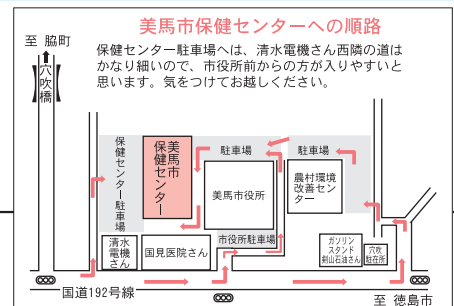 美馬市保健センターへの順路
至 脇町
穴吹橋
保健センター駐車場へは、清水電機さん西隣の道は
かなり細いので、市役所前からの方が入りやすいと
思います。気をつけてお越しください。
保健センター駐車場
美馬市
保健センター
駐車場
駐車場
美馬市役所
農村環境
改善セン
ター
市役所駐車場
清水
電機
さん
国見医院さん
ガソリン
スタンド
剣山石油さん
穴吹
駐在所
国道192号線
至 徳島市